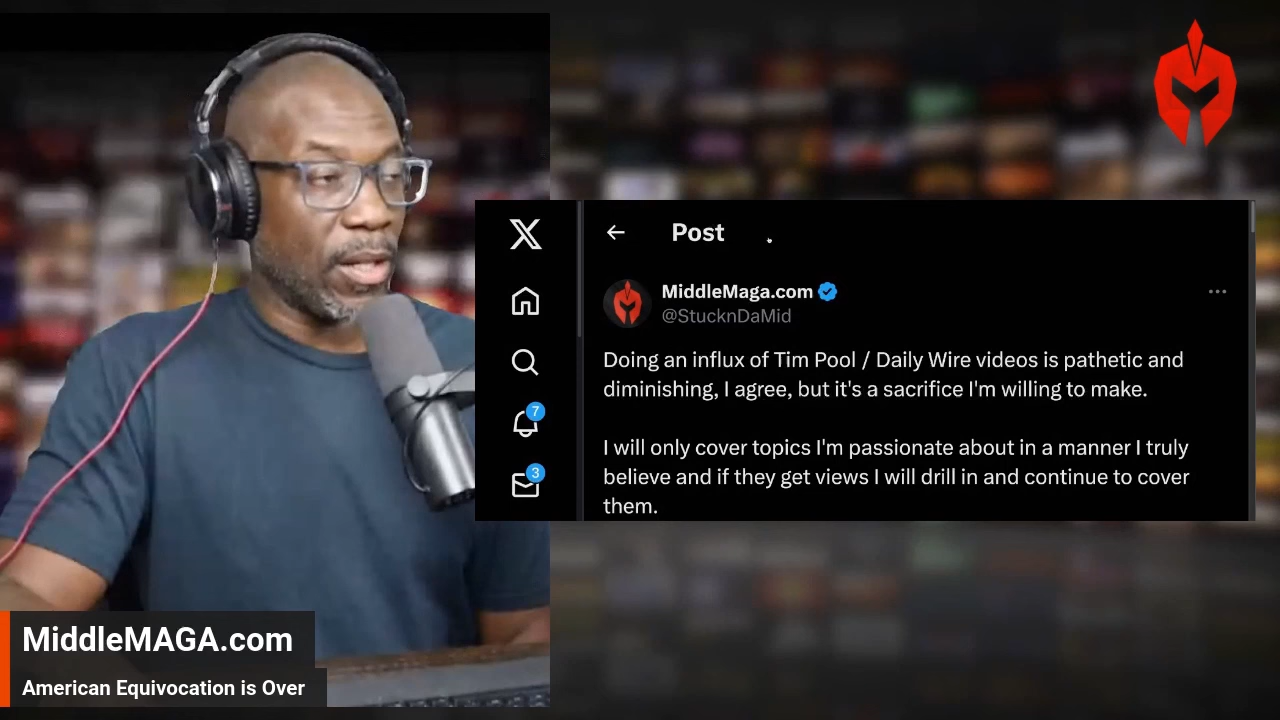 Post
MiddleMaga.com
@StucknDaMid
Doing an influx of Tim Pool / Daily Wire videos is pathetic and
diminishing, I agree, but it's a sacrifice I'm willing to make.
I will only cover topics I'm passionate about in a manner I truly
believe and if they get views I will drill in and continue to cover
them.
7
3
MiddleMAGA.com
American Equivocation is Over